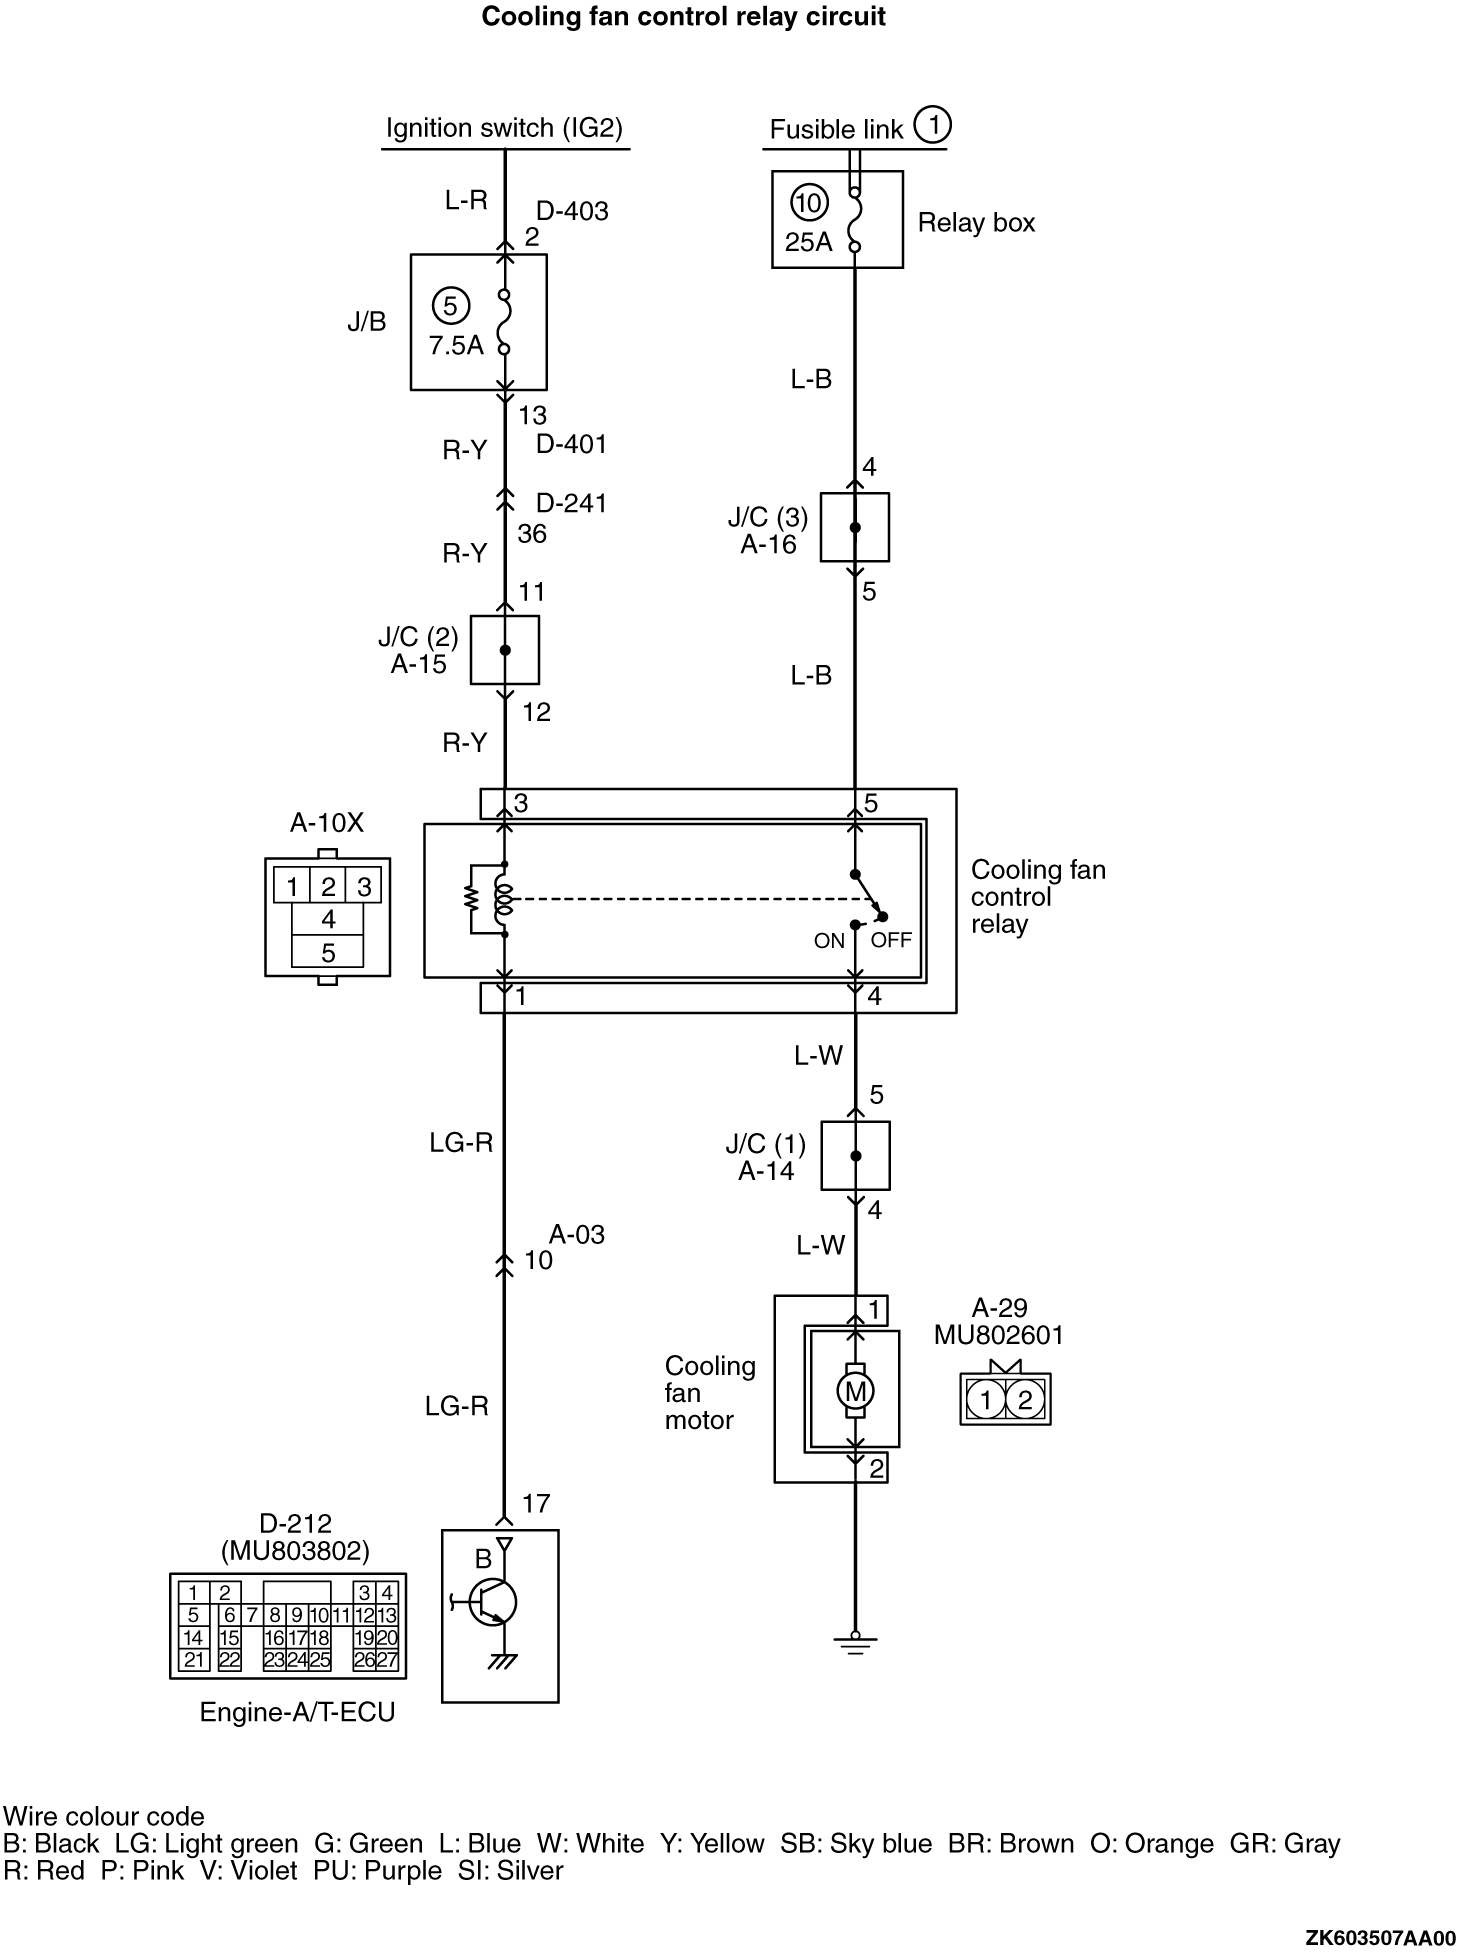 Cooling fan control relay circuit
Ignition switch (IG2)
Fusible link 1
L-R
D-403
2
10
25A
Relay box
J/B
5
7.5A
13
R-Y
D-401
L-B
D-241
36
4
J/C (3)
A-16
R-Y
11
5
J/C (2)
A-15
12
L-B
R-Y
3
5
A-10X
1 2 3
4
5
Cooling fan
control
relay
ON OFF
1
4
L-W
5
LG-R
J/C (1)
A-14
4
A-03
10
L-W
1
A-29
MU802601
Cooling
fan
motor
M
1 2
LG-R
2
17
D-212
(MU803802)
B
1 2 3 4
5 6 7 8 9 10 11 12 13
14 15 16 17 18 19 20
21 22 23 24 25 26 27
Engine-A/T-ECU
Wire colour code
B: Black LG: Light green G: Green L: Blue W: White Y: Yellow SB: Sky blue BR: Brown O: Orange GR: Gray
R: Red P: Pink V: Violet PU: Purple SI: Silver
ZK603507AA00